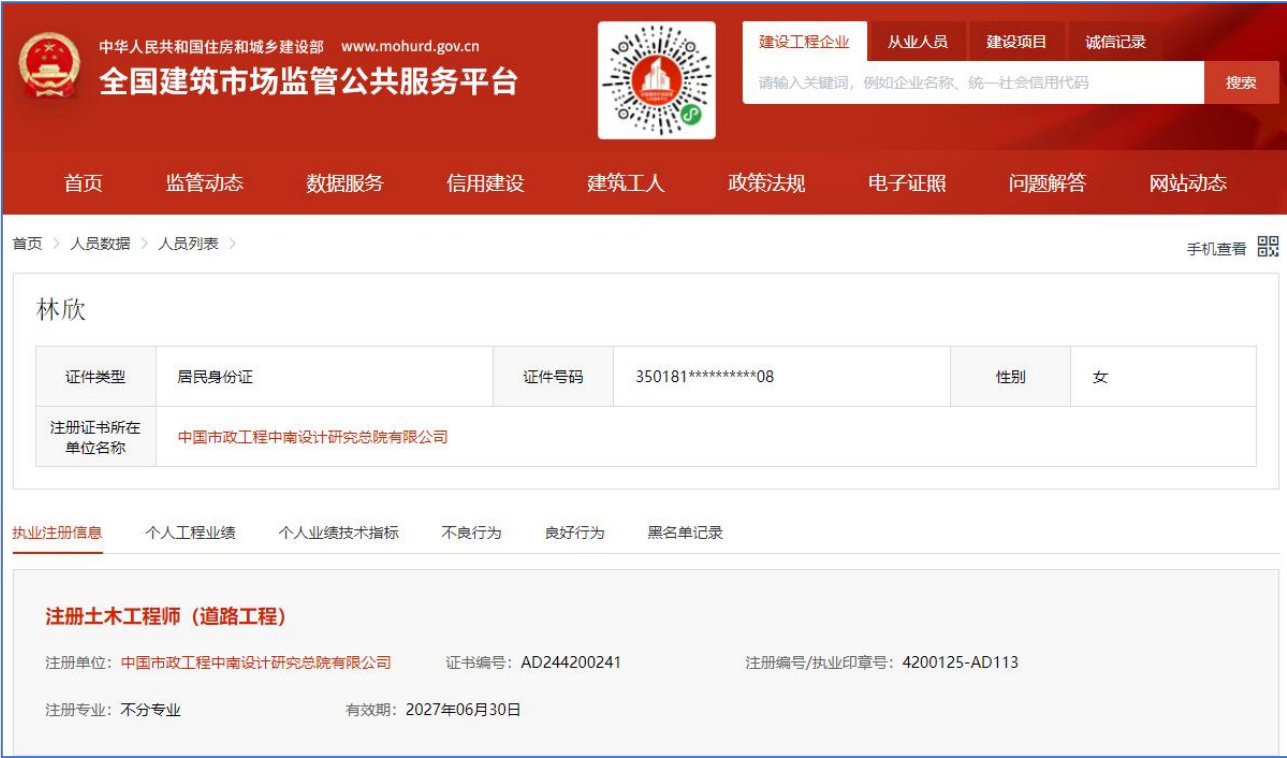 中华人民共和国住房和城乡建设部 www.mohurd.gov.cn
全国建筑市场监管公共服务平台
建设工程企业 从业人员 建设项目 诚信记录
请输入关键词，例如企业名称、统一社会信用代码 搜索
首页 监管动态 数据服务 信用建设 建筑工人 政策法规 电子证照 问题解答 网站动态
首页 > 人员数据 > 人员列表 >
手机查看
林欣
证件类型 居民身份证 证件号码 350181**********08 性别 女
注册证书所在
单位名称
中国市政工程中南设计研究总院有限公司
执业注册信息 个人工程业绩 个人业绩技术指标 不良行为 良好行为 黑名单记录
注册土木工程师（道路工程）
注册单位：中国市政工程中南设计研究总院有限公司 证书编号：AD244200241 注册编号/执业印章号：4200125-AD113
注册专业：不分专业 有效期：2027年06月30日